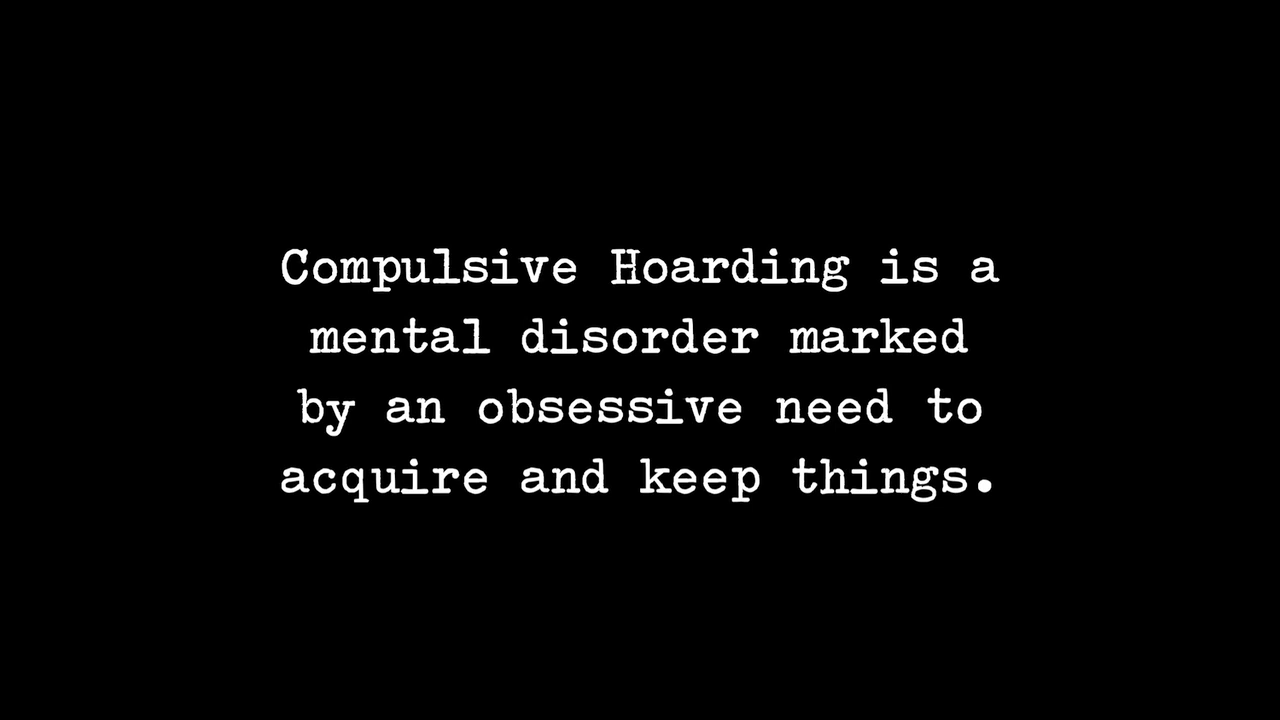 Compulsive Hoarding is a
mental disorder marked
by an obsessive need to
acquire and keep things.